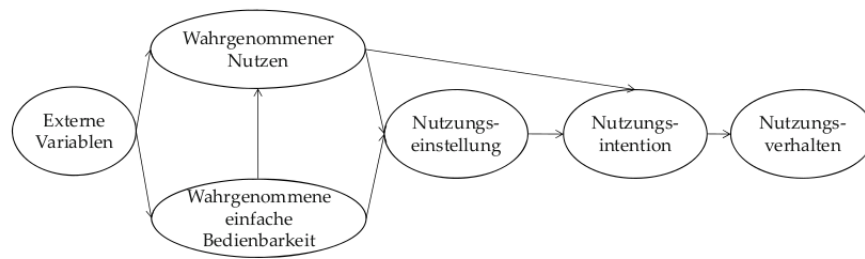 Wahrgenommener
Nutzen
Externe
Variablen
Nutzungs-
einstellung
Nutzungs-
intention
Nutzungs-
verhalten
Wahrgenommene
einfache
Bedienbarkeit